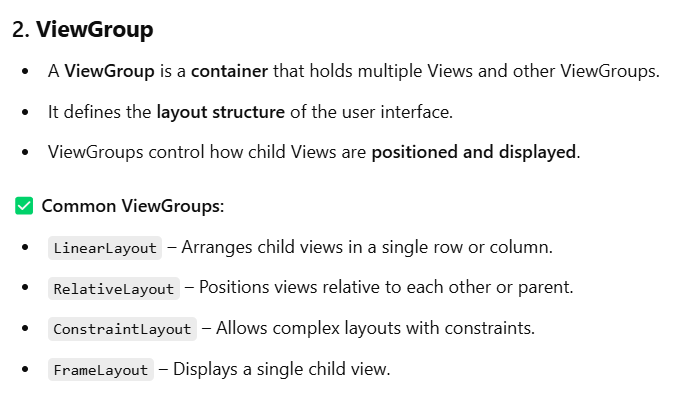 2. ViewGroup
• A ViewGroup is a container that holds multiple Views and other ViewGroups.
• It defines the layout structure of the user interface.
• ViewGroups control how child Views are positioned and displayed.
✅ Common ViewGroups:
• LinearLayout – Arranges child views in a single row or column.
• RelativeLayout – Positions views relative to each other or parent.
• ConstraintLayout – Allows complex layouts with constraints.
• FrameLayout – Displays a single child view.